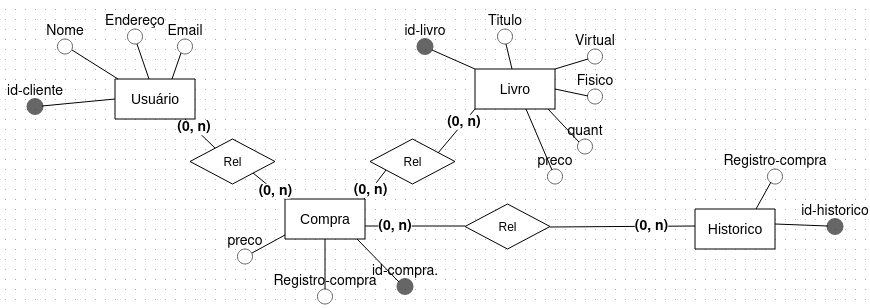 Endereço
Titulo
Nome
Email
id-livro
Virtual
Fisico
id-cliente
Usuário
Livro
(0, n)
(0, n)
quant
Rel
Rel
preco
Registro-compra
(0, n)
(0, n)
id-historico
Compra
(0, n)
Rel
(0, n)
Historico
preco
id-compra.
Registro-compra